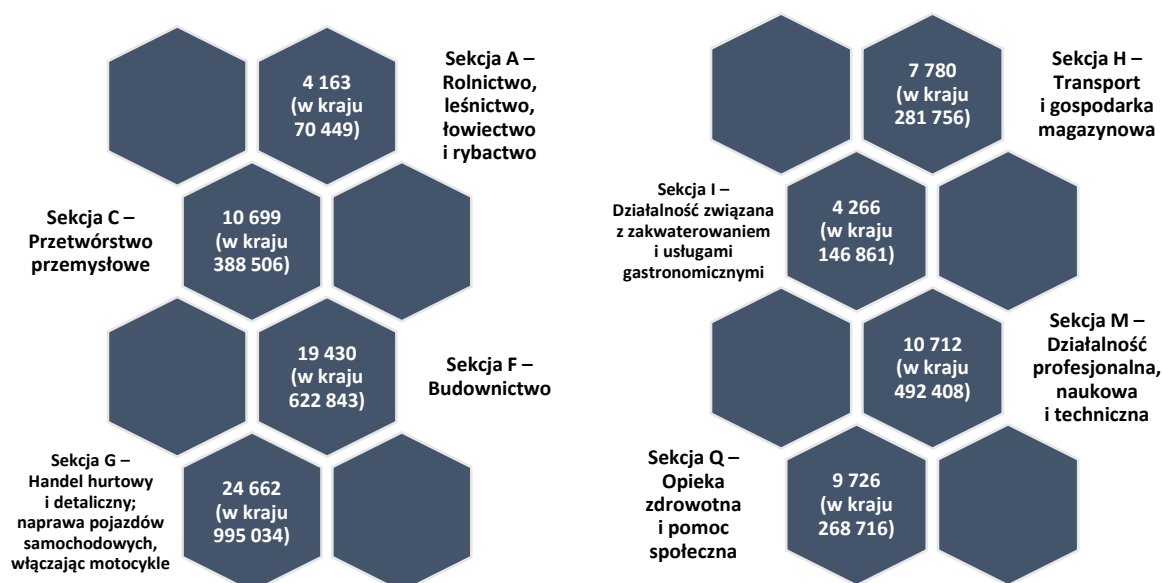 Sekcja A –
Rolnictwo,
leśnictwo,
łowiectwo
i rybactwo
4 163
(w kraju
70 449)
Sekcja C –
Przetwórstwo
przemysłowe
10 699
(w kraju
388 506)
Sekcja F –
Budownictwo
19 430
(w kraju
622 843)
Sekcja G –
Handel hurtowy
i detaliczny;
naprawa pojazdów
samochodowych,
włączając motocykle
24 662
(w kraju
995 034)
Sekcja H –
Transport
i gospodarka
magazynowa
7 780
(w kraju
281 756)
Sekcja I –
Działalność związana
z zakwaterowaniem
i usługami
gastronomicznymi
4 266
(w kraju
146 861)
Sekcja M –
Działalność
profesjonalna,
naukowa
i techniczna
10 712
(w kraju
492 408)
Sekcja Q –
Opieka
zdrowotna
i pomoc
społeczna
9 726
(w kraju
268 716)